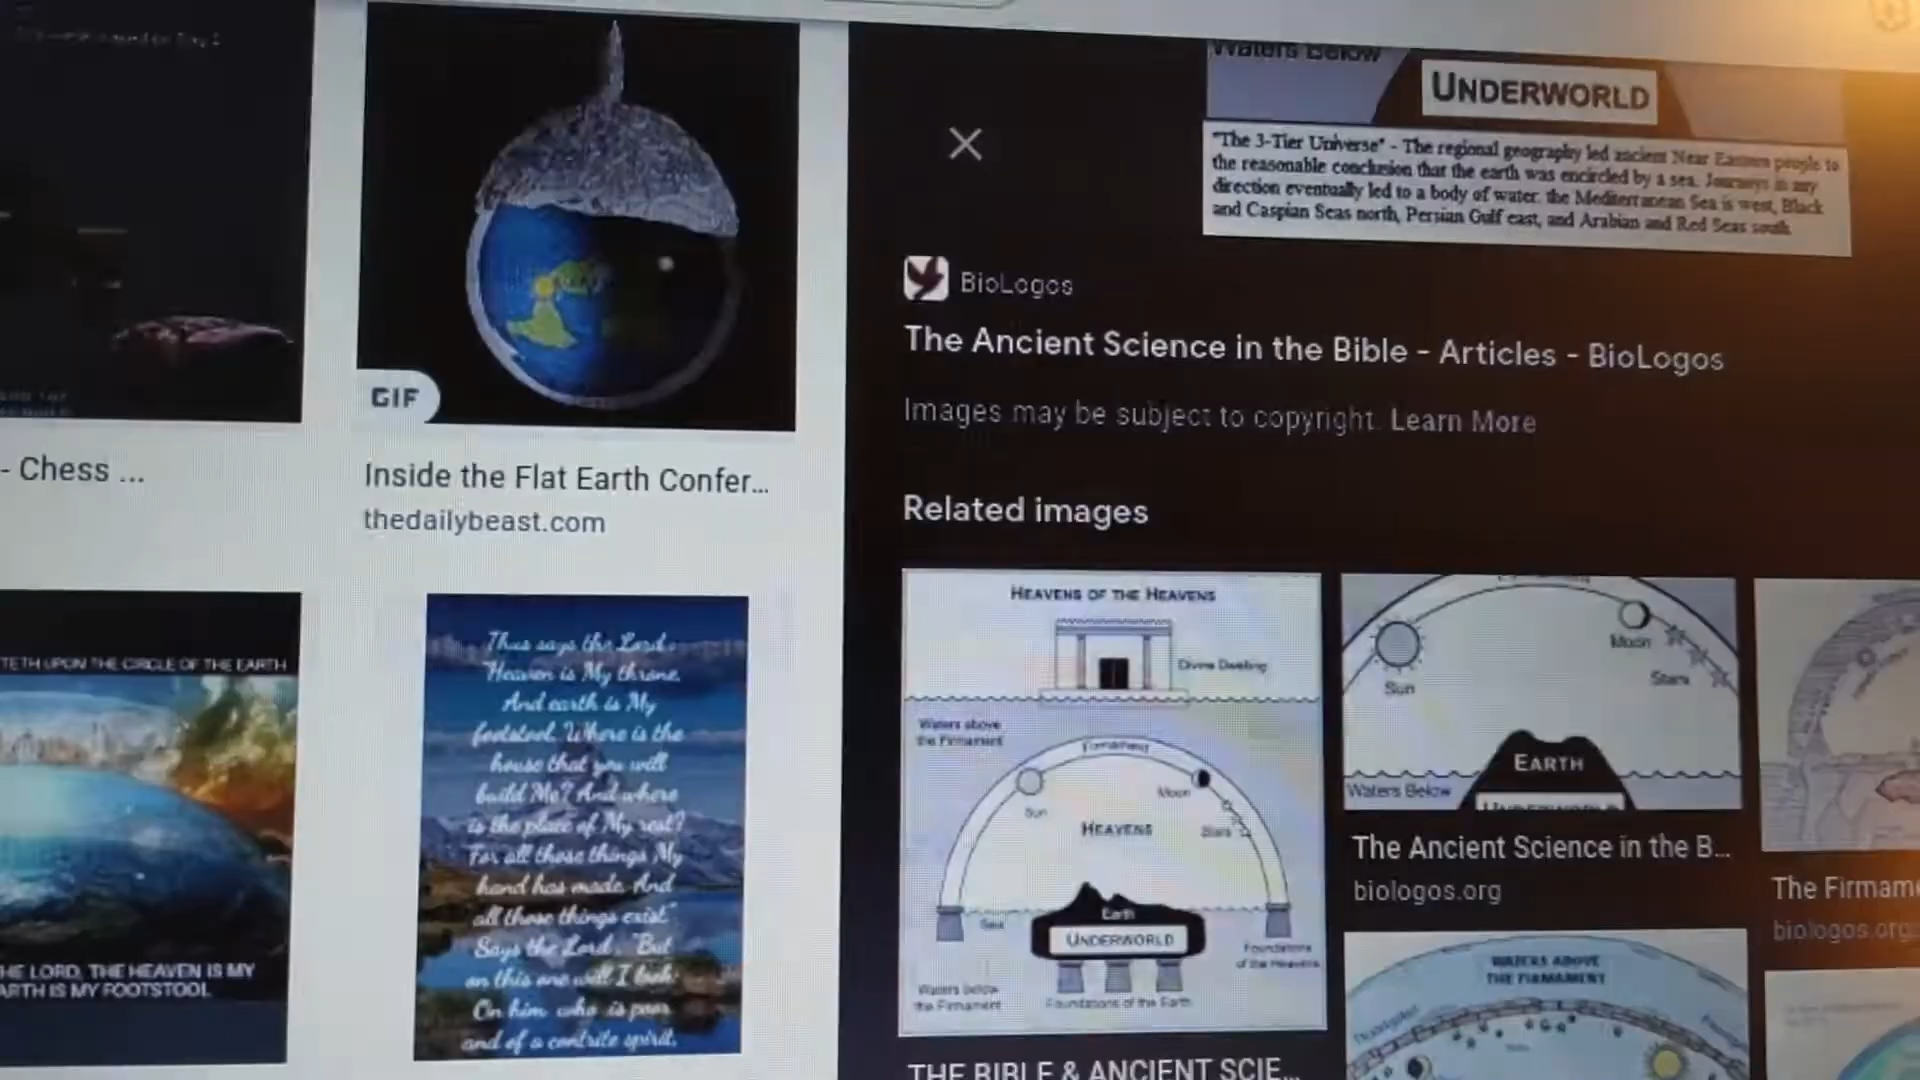 - Chess ...
GIF
Inside the Flat Earth Confer...
thedailybeast.com
TETH UPON THE CIRCLE OF THE EARTH
HE LORD, THE HEAVEN IS MY
ARTH IS MY FOOTSTOOL
Thus says the Lord:
"Heaven is My throne,
And earth is My
footstool. Where is the
house that you will
build Me? And where
is the place of My rest?
For all those things My
hand has made, And
all those things exist"
Says the Lord. "But
on this one will I look:
On him who is poor
and of a contrite spirit,
Waters Below
UNDERWORLD
"The 3-Tier Universe" - The regional geography led ancient Near Eastern people to
the reasonable conclusion that the earth was encircled by a sea. Journeys in any
direction eventually led to a body of water: the Mediterranean Sea is west, Black
and Caspian Seas north, Persian Gulf east, and Arabian and Red Seas south.
BioLogos
The Ancient Science in the Bible - Articles - BioLogos
Images may be subject to copyright. Learn More
Related images
HEAVENS OF THE HEAVENS
Divine Dwelling
Waters above
the Firmament
Firmament
Sun
Moon
Stars
HEAVENS
Sea
Earth
UNDERWORLD
Foundations
of the Heavens
Waters below
the Firmament
Foundations of the Earth
THE BIBLE & ANCIENT SCIE...
Sun
Moon
Stars
EARTH
Waters Below
UNDERWORLD
The Ancient Science in the B...
biologos.org
WATERS ABOVE
THE FIRMAMENT
The Firmam
biologos.org